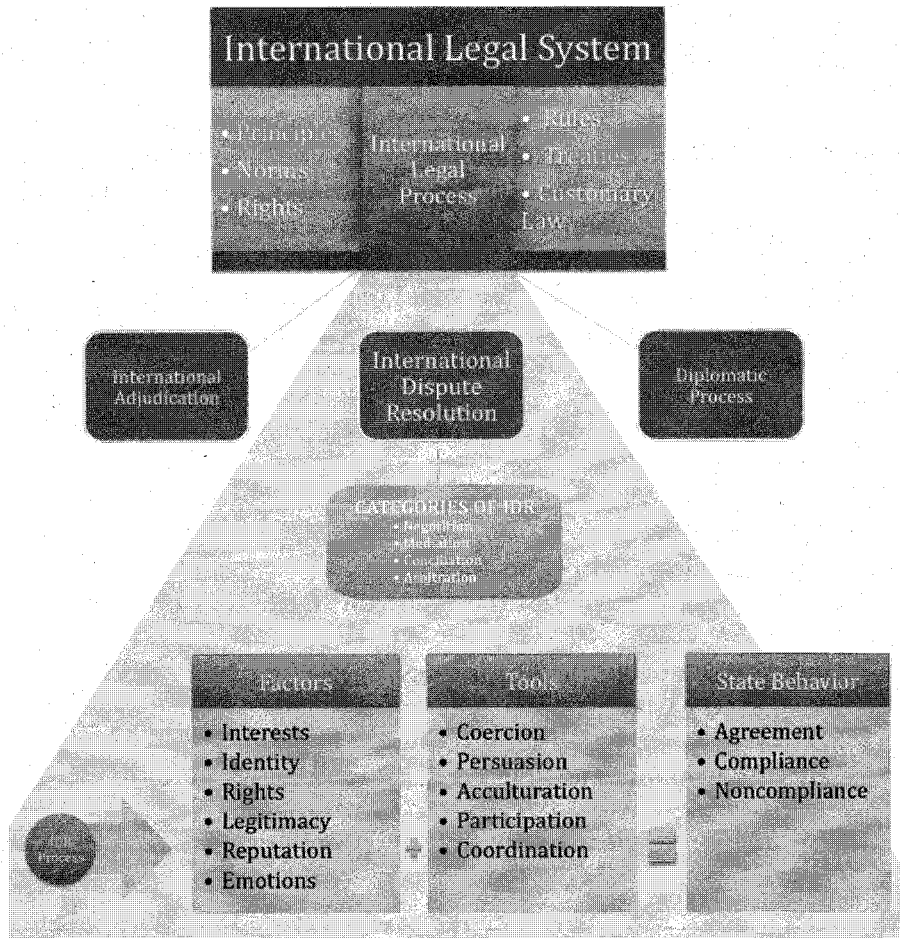 International Legal System
• Principles
• Norms
• Rights
International
Legal
Process
• Rules
• Treaties
• Customary
Law
International
Adjudication
International
Dispute
Resolution
Diplomatic
Process
CATEGORIES OF IDR
• Negotiation
• Mediation
• Conciliation
• Arbitration
Factors
• Interests
• Identity
• Rights
• Legitimacy
• Reputation
• Emotions
+
Tools
• Coercion
• Persuasion
• Acculturation
• Participation
• Coordination
=
State Behavior
• Agreement
• Compliance
• Noncompliance